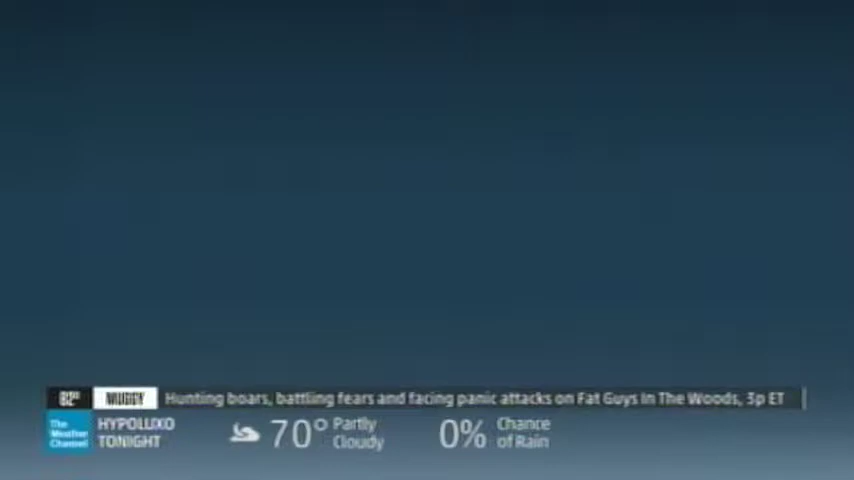 82° MUGGY Hunting boars, battling fears and facing panic attacks on Fat Guys In The Woods, 3p ET
The
Weather
Channel
HYPOLUXO
TONIGHT
70° Partly
Cloudy
0% Chance
of Rain